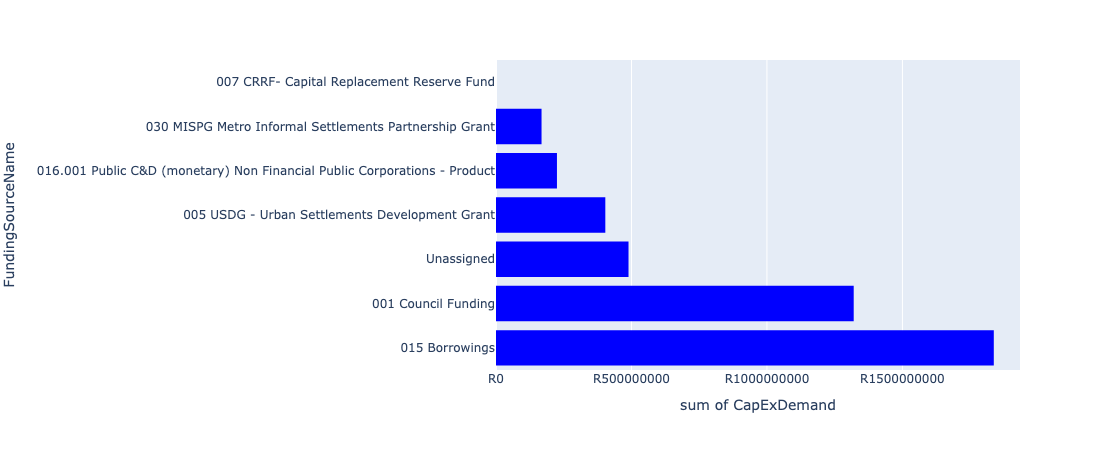 FundingSourceName
007 CRRF- Capital Replacement Reserve Fund
030 MISPG Metro Informal Settlements Partnership Grant
016.001 Public C&D (monetary) Non Financial Public Corporations - Product
005 USDG - Urban Settlements Development Grant
Unassigned
001 Council Funding
015 Borrowings
R0 R500000000 R1000000000 R1500000000
sum of CapExDemand